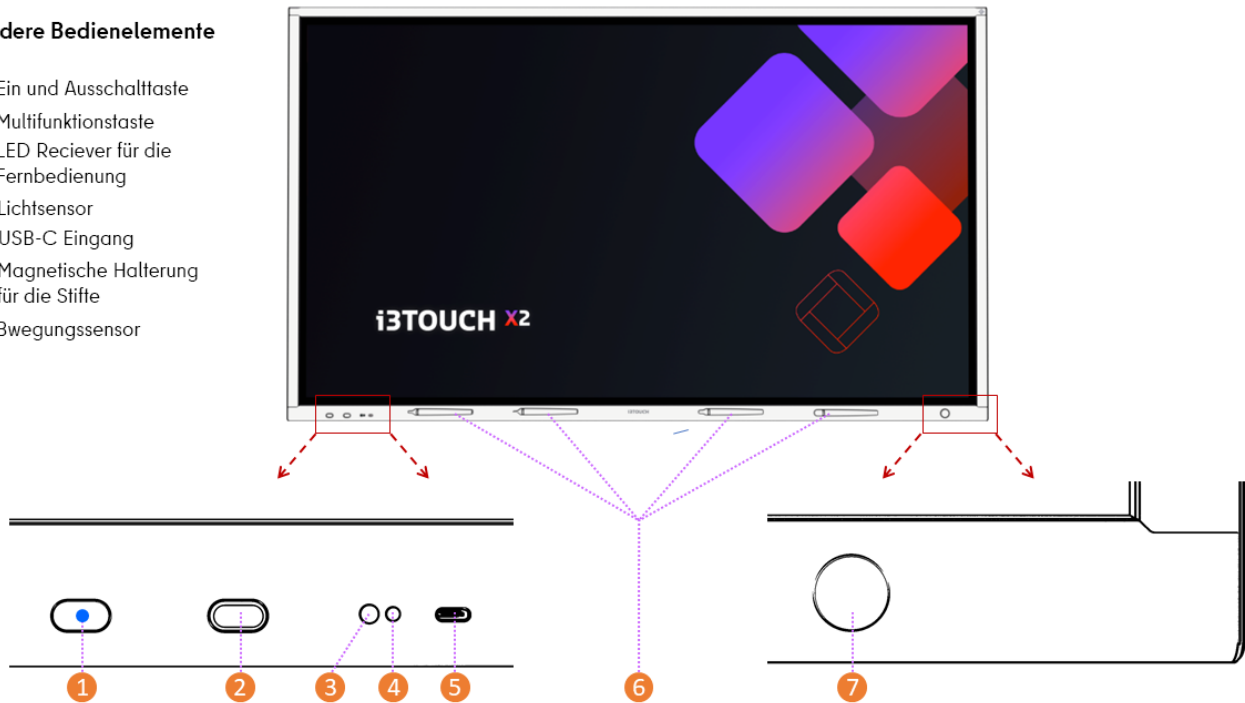 dere Bedienelemente
Ein und Ausschalttaste
Multifunktionstaste
LED Reciever für die
Fernbedienung
Lichtsensor
USB-C Eingang
Magnetische Halterung
für die Stifte
Bwegungssensor
i3TOUCH X2
i3TOUCH
1
2
3
4
5
6
7